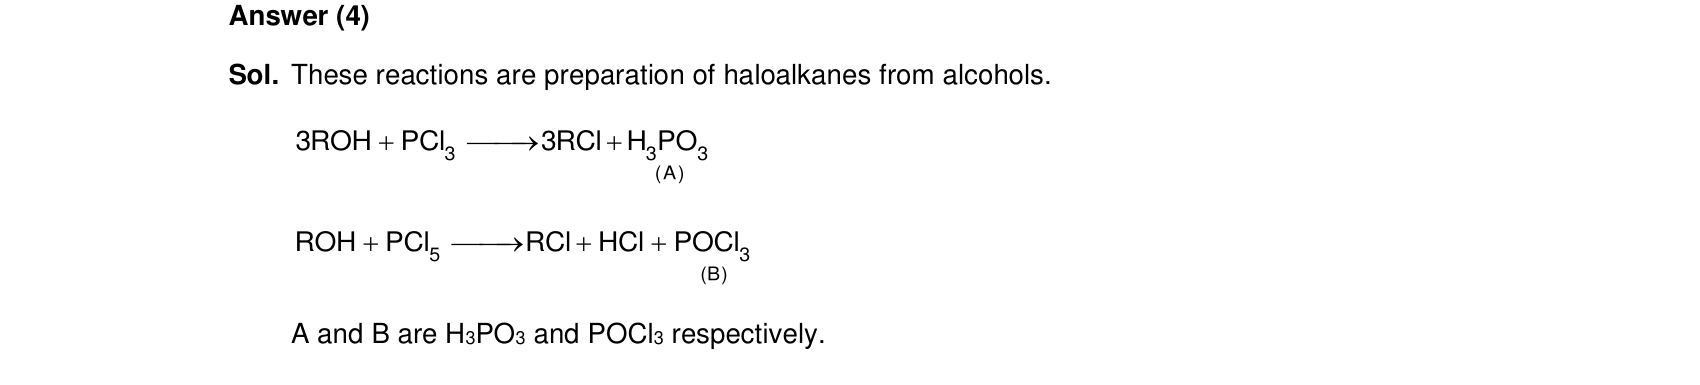 Answer (4)
Sol. These reactions are preparation of haloalkanes from alcohols.
3ROH + PCl₃ ⟶ 3RCl + H₃PO₃
(A)
ROH + PCl₅ ⟶ RCl + HCl + POCl₃
(B)
A and B are H₃PO₃ and POCl₃ respectively.